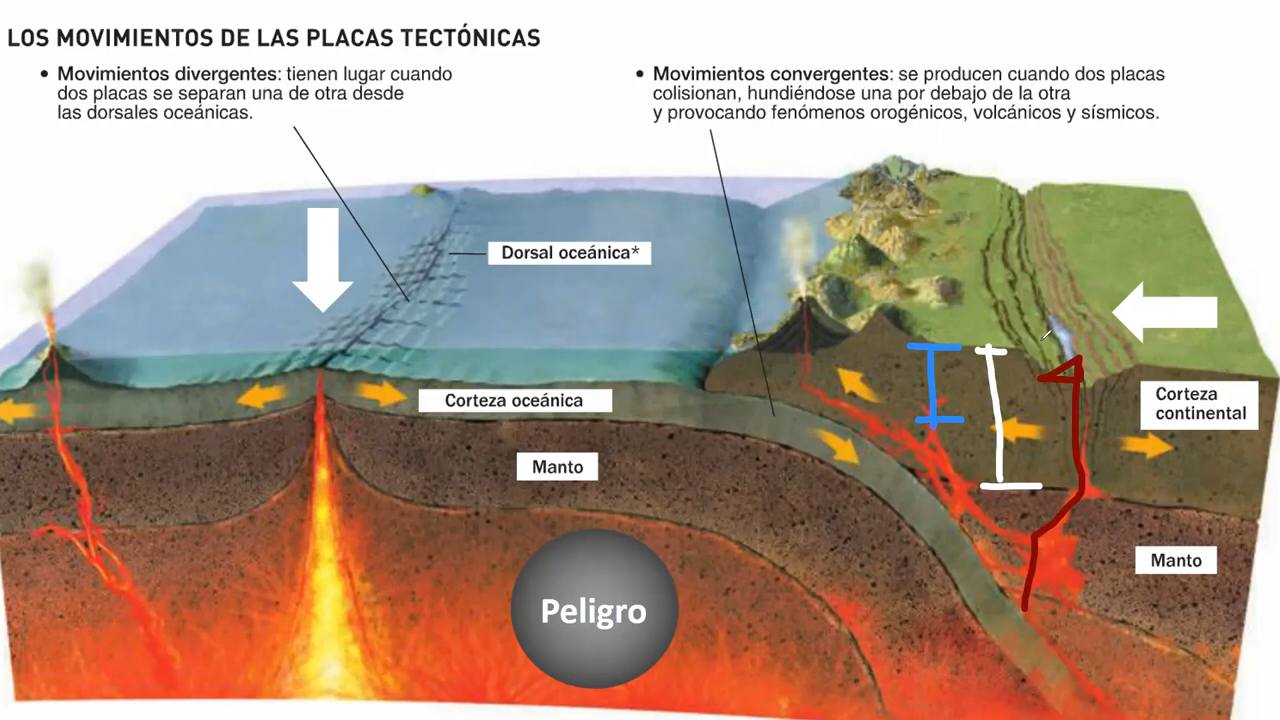 LOS MOVIMIENTOS DE LAS PLACAS TECTÓNICAS
• Movimientos divergentes: tienen lugar cuando
dos placas se separan una de otra desde
las dorsales oceánicas.
• Movimientos convergentes: se producen cuando dos placas
colisionan, hundiéndose una por debajo de la otra
y provocando fenómenos orogénicos, volcánicos y sísmicos.
Dorsal oceánica*
Corteza oceánica
Corteza
continental
Manto
Manto
Peligro